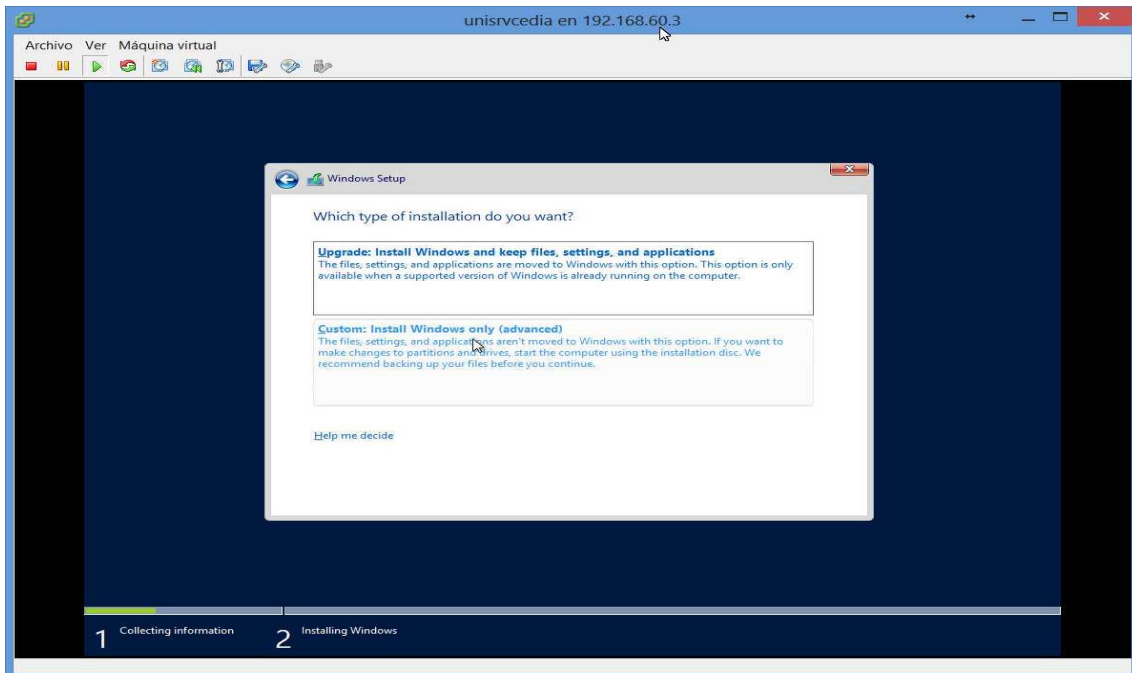 unisrvcedia en 192.168.60.3
Archivo Ver Máquina virtual
Windows Setup
Which type of installation do you want?
Upgrade: Install Windows and keep files, settings, and applications
The files, settings, and applications are moved to Windows with this option. This option is only
available when a supported version of Windows is already running on the computer.
Custom: Install Windows only (advanced)
The files, settings, and applications aren't moved to Windows with this option. If you want to
make changes to partitions and drives, start the computer using the installation disc. We
recommend backing up your files before you continue.
Help me decide
1 Collecting information 2 Installing Windows